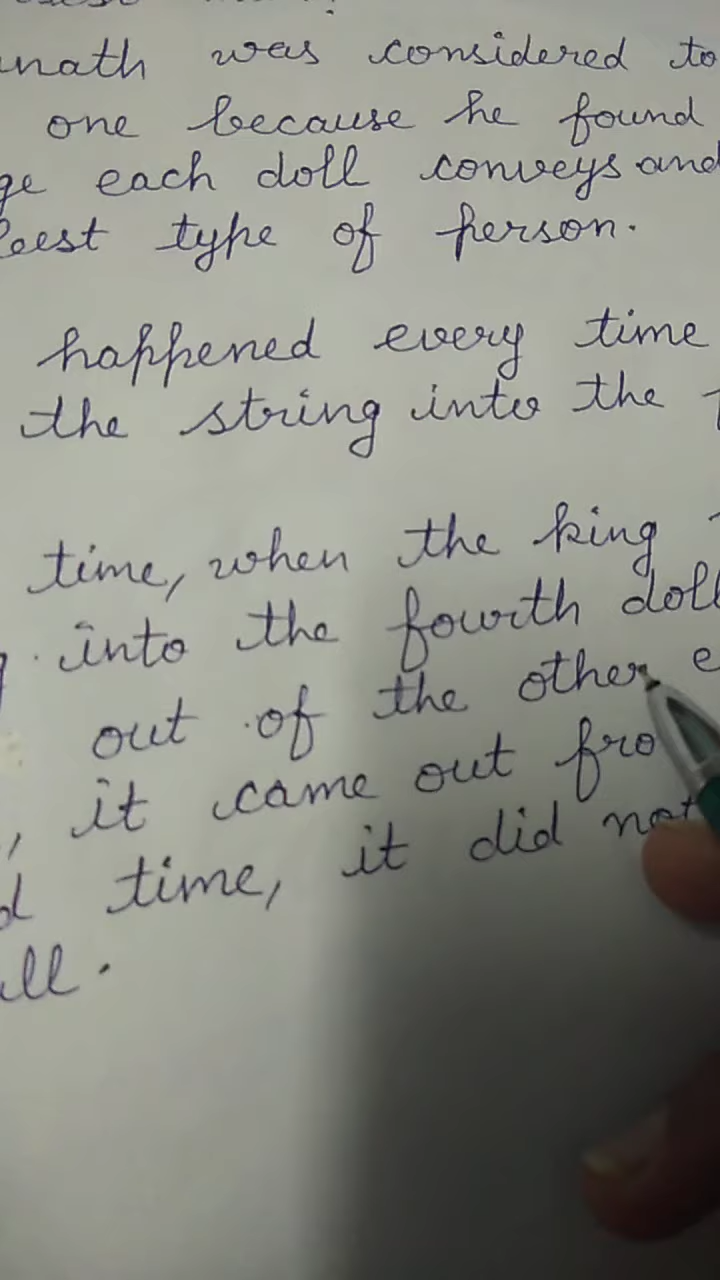 nath was considered to
one because he found
ge each doll conveys and
type of person.
happened every time
the string into the
time, when the king
into the fourth doll
out of the other e
, it came out fro
d time, it did not
all.